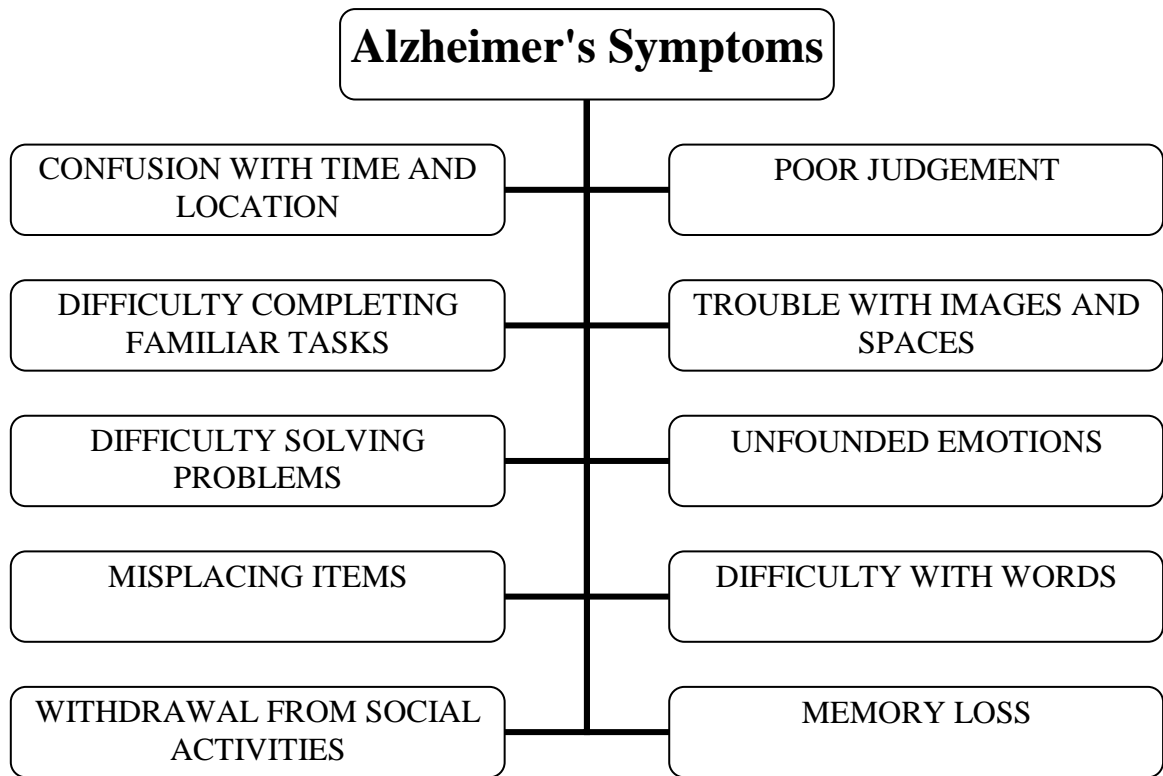 Alzheimer's Symptoms
CONFUSION WITH TIME AND
LOCATION
POOR JUDGEMENT
DIFFICULTY COMPLETING
FAMILIAR TASKS
TROUBLE WITH IMAGES AND
SPACES
DIFFICULTY SOLVING
PROBLEMS
UNFOUNDED EMOTIONS
MISPLACING ITEMS
DIFFICULTY WITH WORDS
WITHDRAWAL FROM SOCIAL
ACTIVITIES
MEMORY LOSS